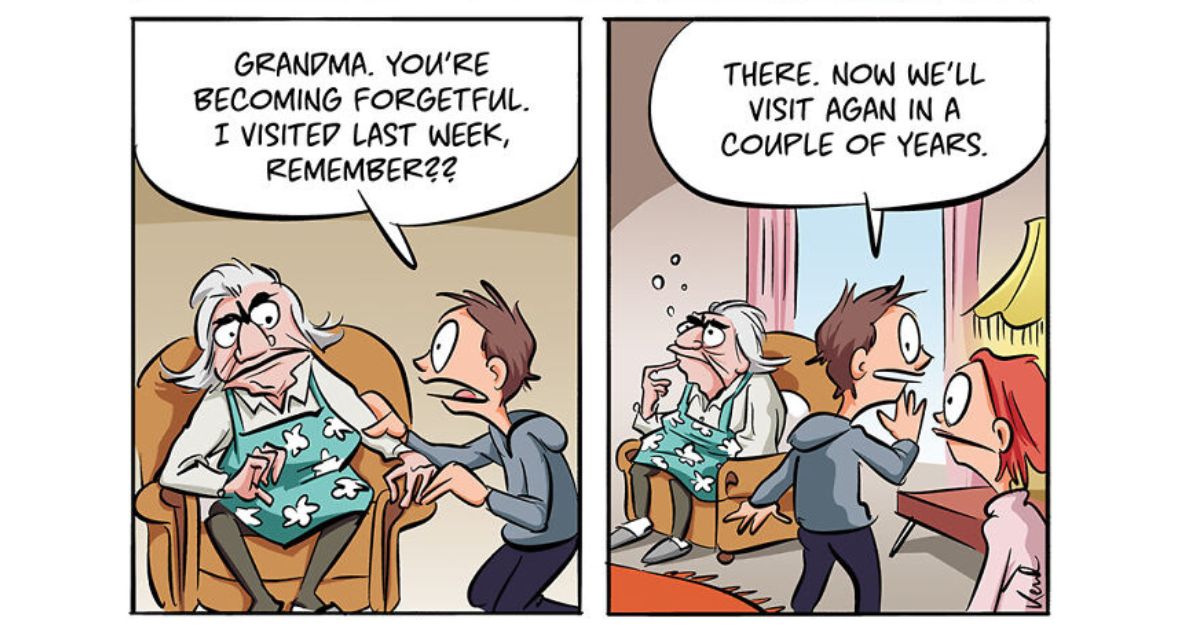 GRANDMA. YOU'RE
BECOMING FORGETFUL.
I VISITED LAST WEEK,
REMEMBER??
THERE. NOW WE'LL
VISIT AGAN IN A
COUPLE OF YEARS.